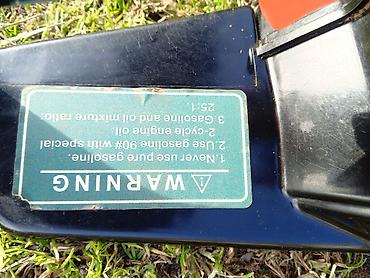 WARNING
1.Never use pure gasoline.
2.Use gasoline 90# with special
2-cycle engine oil.
3.Gasoline and oil mixture ratio:
25:1